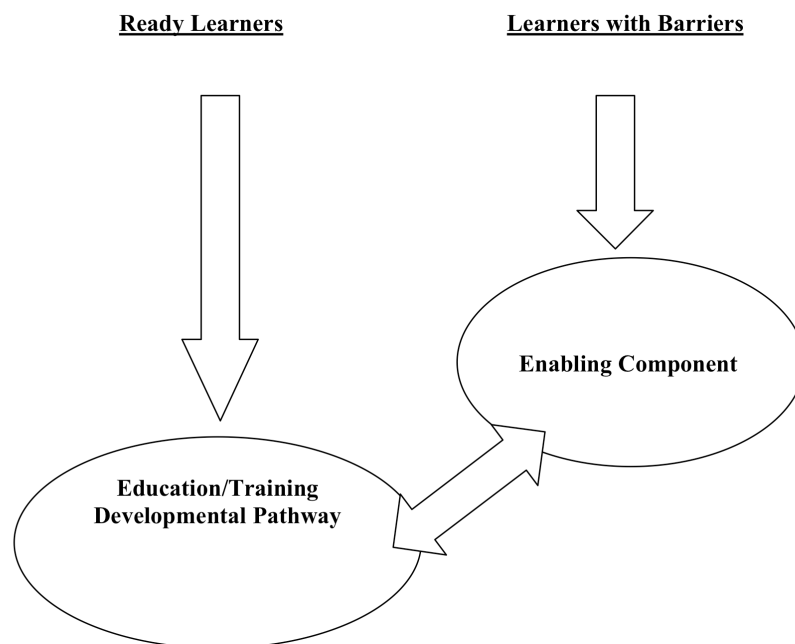 Ready Learners
Learners with Barriers
Enabling Component
Education/Training
Developmental Pathway